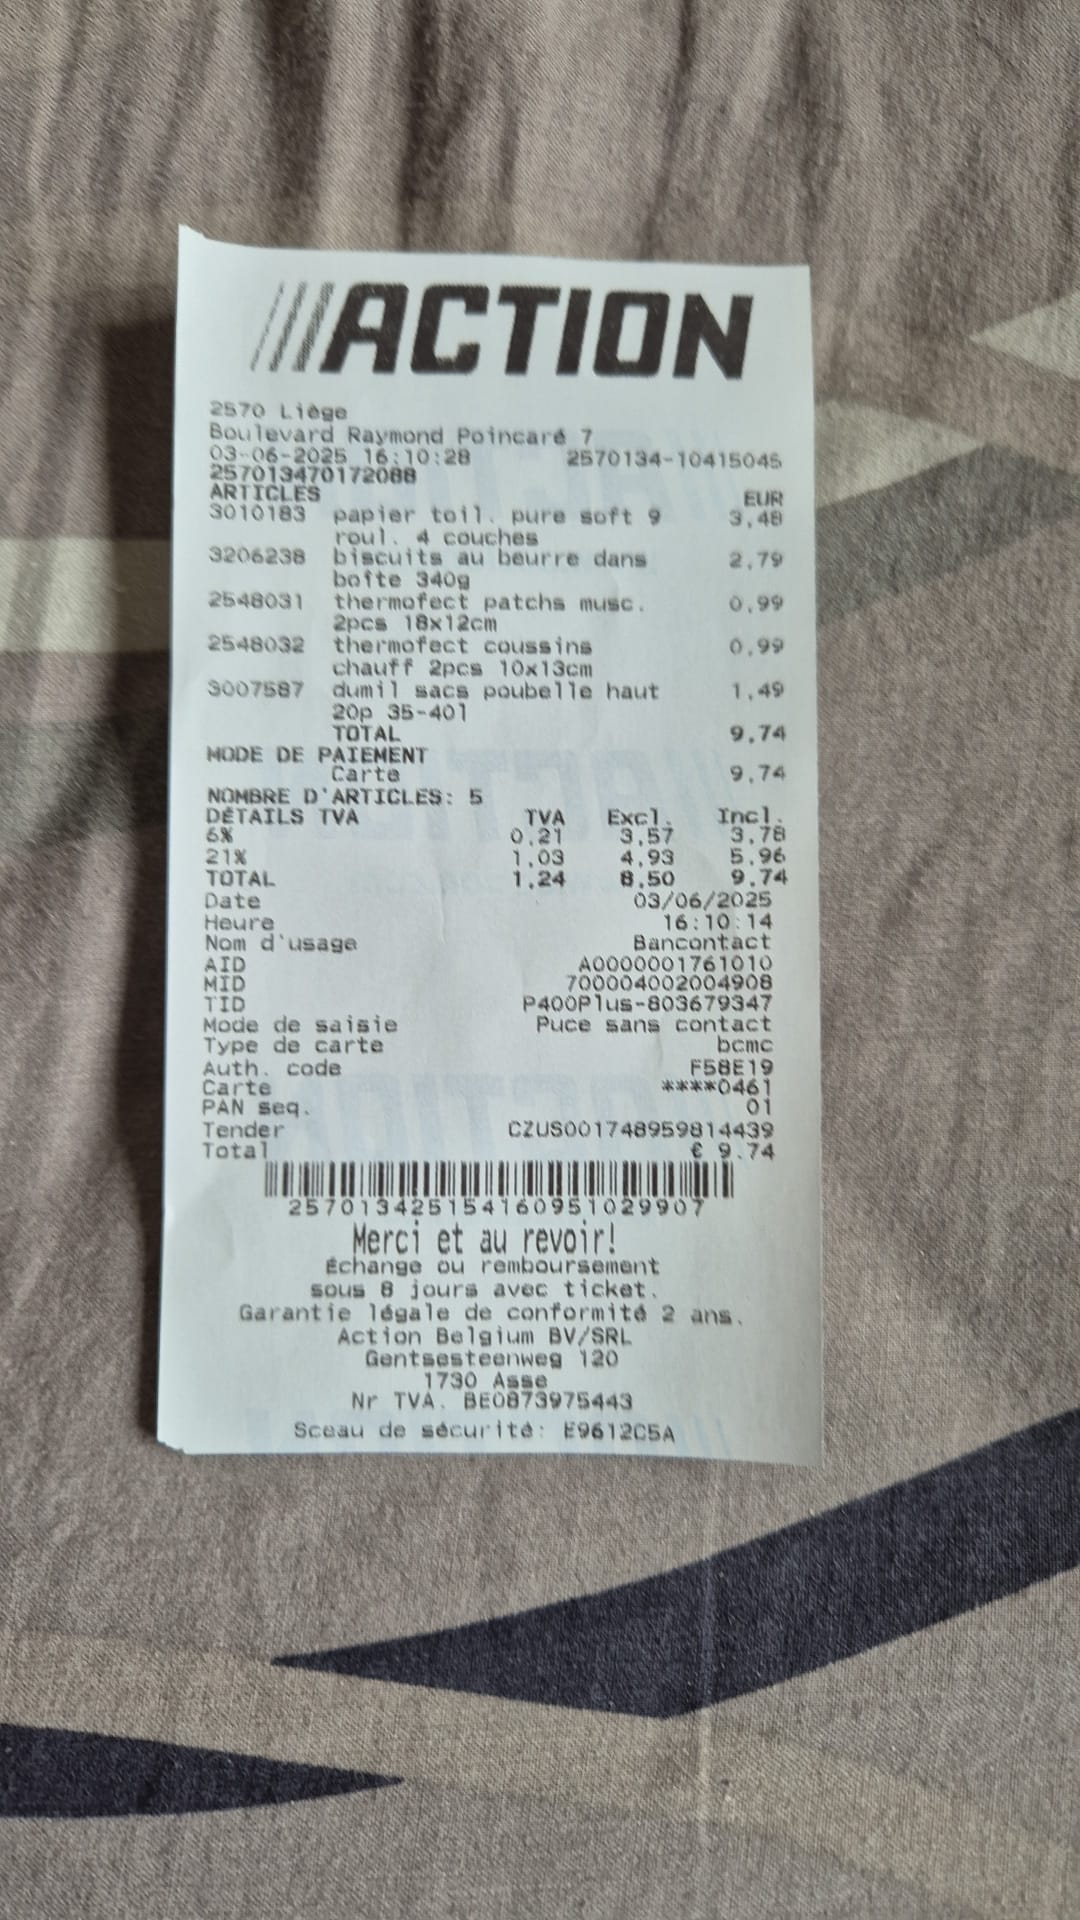 ///ACTION
2570 Liège
Boulevard Raymond Poincaré 7
03-06-2025 16:10:28 2570134-10415045
257013470172088
ARTICLES EUR
3010183 papier toil. pure soft 9 3,48
roul. 4 couches
3206238 biscuits au beurre dans 2,79
boîte 340g
2548031 thermofect patchs musc. 0,99
2pcs 18x12cm
2548032 thermofect coussins 0,99
chauff 2pcs 10x13cm
3007587 dumil sacs poubelle haut 1,49
20p 35-40l
TOTAL 9,74
MODE DE PAIEMENT
Carte 9,74
NOMBRE D'ARTICLES: 5
DÉTAILS TVA TVA Excl. Incl.
6% 0,21 3,57 3,78
21% 1,03 4,93 5,96
TOTAL 1,24 8,50 9,74
Date 03/06/2025
Heure 16:10:14
Nom d'usage Bancontact
AID A0000001761010
MID 700004002004908
TID P400Plus-803679347
Mode de saisie Puce sans contact
Type de carte bcmc
Auth. code F58E19
Carte ****0461
PAN seq. 01
Tender CZUS001748959814439
Total € 9.74
257013425154160951029907
Merci et au revoir!
Échange ou remboursement
sous 8 jours avec ticket.
Garantie légale de conformité 2 ans.
Action Belgium BV/SRL
Gentsesteenweg 120
1730 Asse
Nr TVA. BE0873975443
Sceau de sécurité: E9612C5A